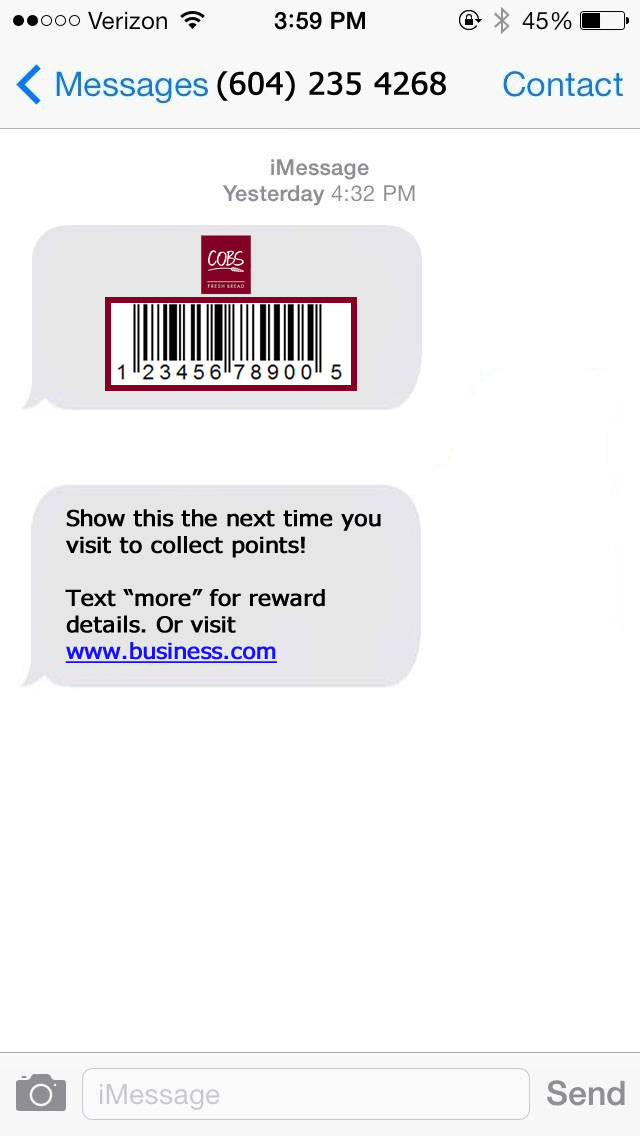 Verizon 3:59 PM 45%
Messages (604) 235 4268 Contact
iMessage
Yesterday 4:32 PM
COBS
FRESH BREAD
1 23456 78900 5
Show this the next time you
visit to collect points!
Text “more” for reward
details. Or visit
www.business.com
iMessage Send